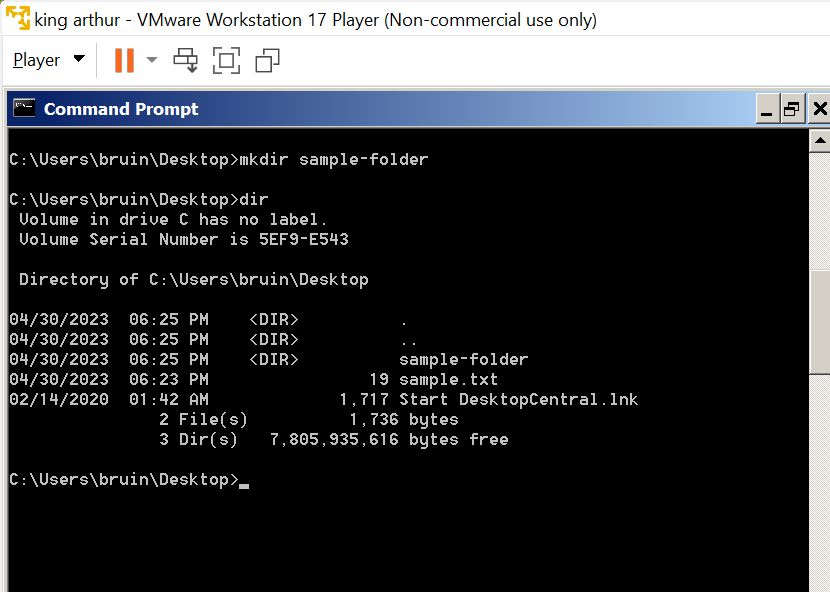 king arthur - VMware Workstation 17 Player (Non-commercial use only)
Player
Command Prompt
C:\Users\bruin\Desktop>mkdir sample-folder
C:\Users\bruin\Desktop>dir
 Volume in drive C has no label.
 Volume Serial Number is 5EF9-E543
 Directory of C:\Users\bruin\Desktop
04/30/2023  06:25 PM    <DIR>          .
04/30/2023  06:25 PM    <DIR>          ..
04/30/2023  06:25 PM    <DIR>          sample-folder
04/30/2023  06:23 PM                19 sample.txt
02/14/2020  01:42 AM             1,717 Start DesktopCentral.lnk
               2 File(s)          1,736 bytes
               3 Dir(s)   7,805,935,616 bytes free
C:\Users\bruin\Desktop>